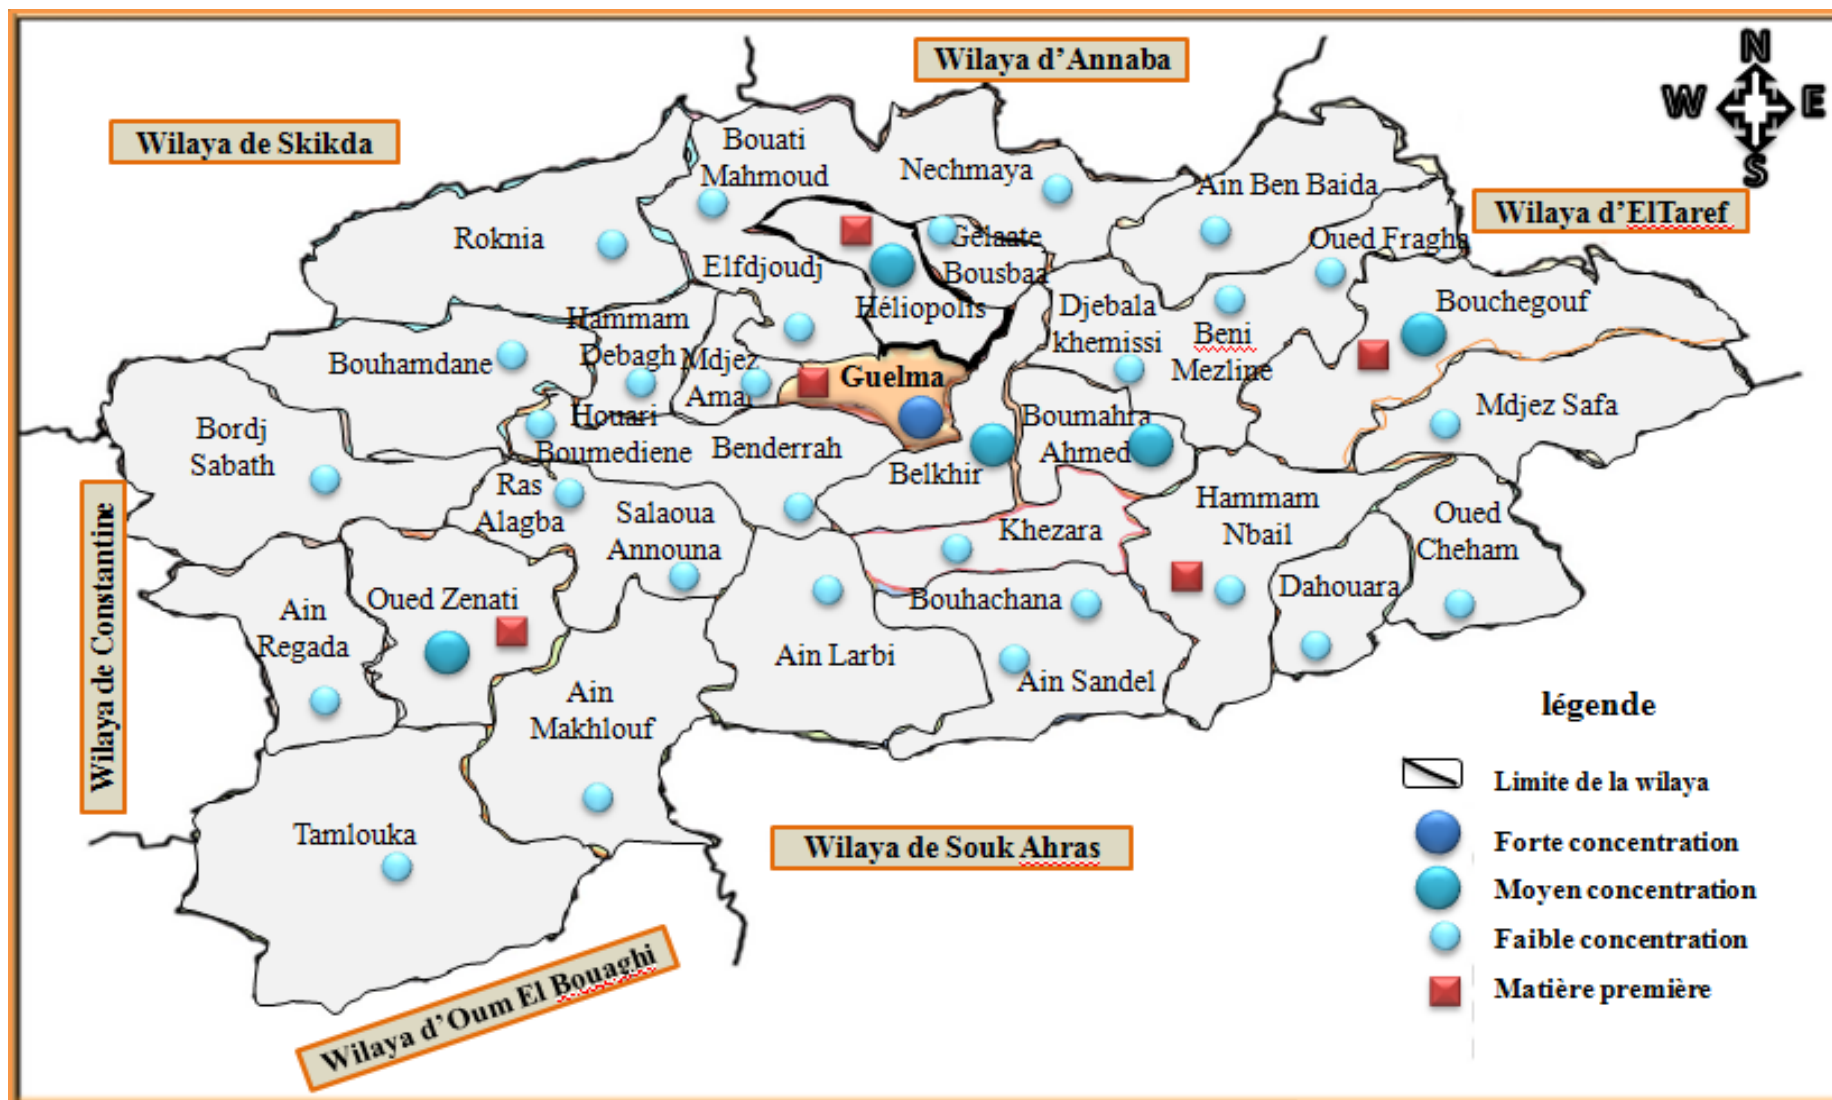 Wilaya d'Annaba
N
W
E
S
Wilaya de Skikda
Wilaya d'ElTaref
Wilaya de Constantine
Wilaya de Souk Ahras
Wilaya d'Oum El Bouaghi
Bouati
Mahmoud
Nechmaya
Ain Ben Baida
Roknia
Gelaate
Bousbaa
Oued Fragha
Elfdjoudj
Héliopolis
Djebala
khemissi
Beni
Mezline
Bouchegouf
Hammam
Debagh
Bouhamdane
Mdjez
Amar
Guelma
Mdjez Safa
Houari
Boumediene
Benderrah
Boumahra
Ahmed
Belkhir
Bordj
Sabath
Ras
Alagba
Salaoua
Announa
Khezara
Hammam
Nbail
Oued
Cheham
Dahouara
Oued Zenati
Bouhachana
Ain
Regada
Ain Larbi
Ain Sandel
Ain
Makhlouf
Tamlouka
légende
Limite de la wilaya
Forte concentration
Moyen concentration
Faible concentration
Matière première